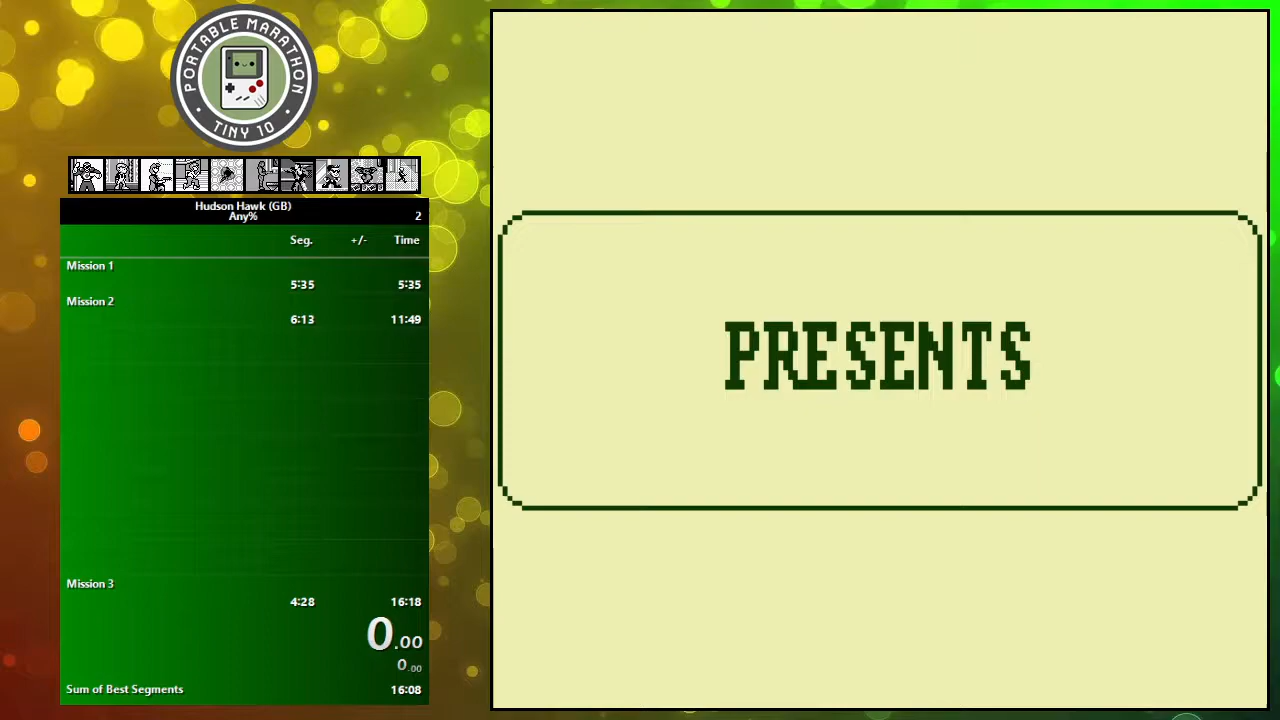 PORTABLE MARATHON
• TINY 10 •
Hudson Hawk (GB)
Any%
2
Seg. +/- Time
Mission 1
5:35 5:35
Mission 2
6:13 11:49
Mission 3
4:28 16:18
0.00
0.00
Sum of Best Segments 16:08
PRESENTS